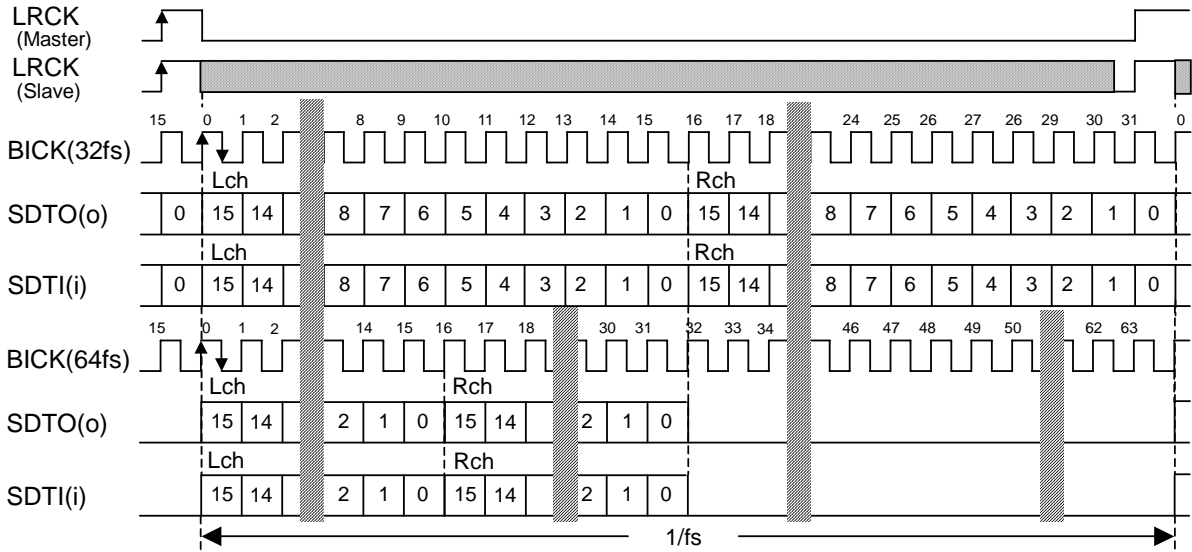 LRCK
(Master)
LRCK
(Slave)
15 0 1 2 8 9 10 11 12 13 14 15 16 17 18 24 25 26 27 26 29 30 31 0
BICK(32fs)
Lch Rch
SDTO(o) 0 15 14 8 7 6 5 4 3 2 1 0 15 14 8 7 6 5 4 3 2 1 0
Lch Rch
SDTI(i) 0 15 14 8 7 6 5 4 3 2 1 0 15 14 8 7 6 5 4 3 2 1 0
15 0 1 2 14 15 16 17 18 30 31 32 33 34 46 47 48 49 50 62 63
BICK(64fs)
Lch Rch
SDTO(o) 15 14 2 1 0 15 14 2 1 0
Lch Rch
SDTI(i) 15 14 2 1 0 15 14 2 1 0
1/fs